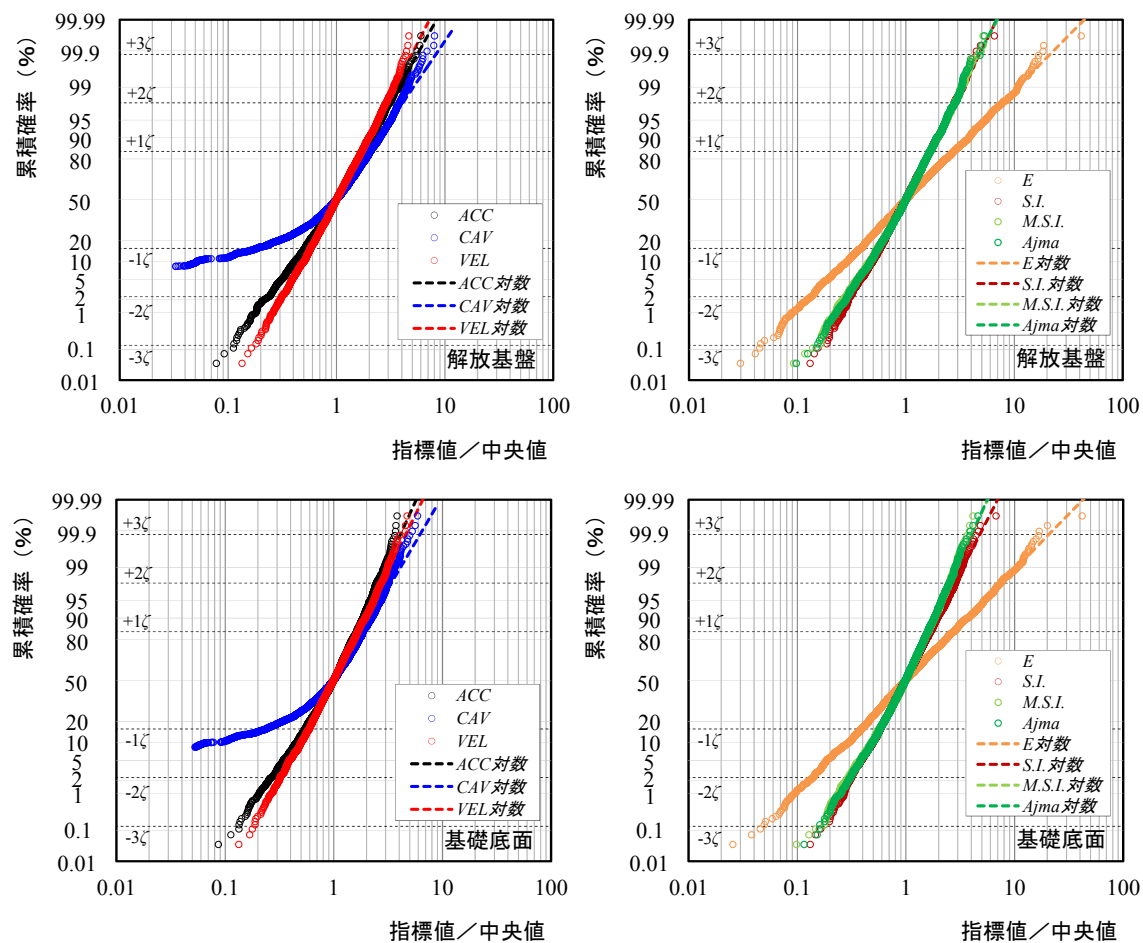 累積確率（%）
99.99
99.9
99
95
90
80
50
20
10
5
2
1
0.1
0.01
+3ζ
+2ζ
+1ζ
-1ζ
-2ζ
-3ζ
ACC
CAV
VEL
ACC対数
CAV対数
VEL対数
解放基盤
0.01
0.1
1
10
100
指標値／中央値
累積確率（%）
99.99
99.9
99
95
90
80
50
20
10
5
2
1
0.1
0.01
+3ζ
+2ζ
+1ζ
-1ζ
-2ζ
-3ζ
E
S.I.
M.S.I.
Ajma
E対数
S.I.対数
M.S.I.対数
Ajma対数
解放基盤
0.01
0.1
1
10
100
指標値／中央値
累積確率（%）
99.99
99.9
99
95
90
80
50
20
10
5
2
1
0.1
0.01
+3ζ
+2ζ
+1ζ
-1ζ
-2ζ
-3ζ
ACC
CAV
VEL
ACC対数
CAV対数
VEL対数
基礎底面
0.01
0.1
1
10
100
指標値／中央値
累積確率（%）
99.99
99.9
99
95
90
80
50
20
10
5
2
1
0.1
0.01
+3ζ
+2ζ
+1ζ
-1ζ
-2ζ
-3ζ
E
S.I.
M.S.I.
Ajma
E対数
S.I.対数
M.S.I.対数
Ajma対数
基礎底面
0.01
0.1
1
10
100
指標値／中央値